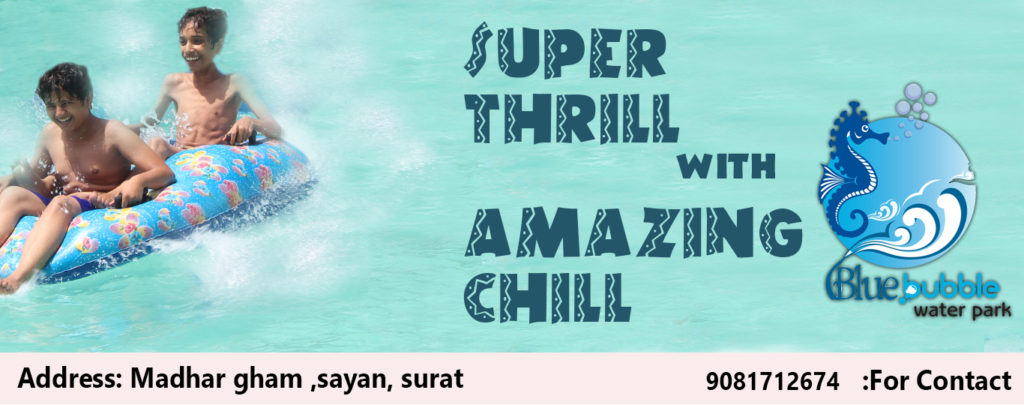 SUPER
THRILL
WITH
AMAZING
CHILL
Blue bubble
water park
Address: Madhar gham ,sayan, surat
9081712674 :For Contact